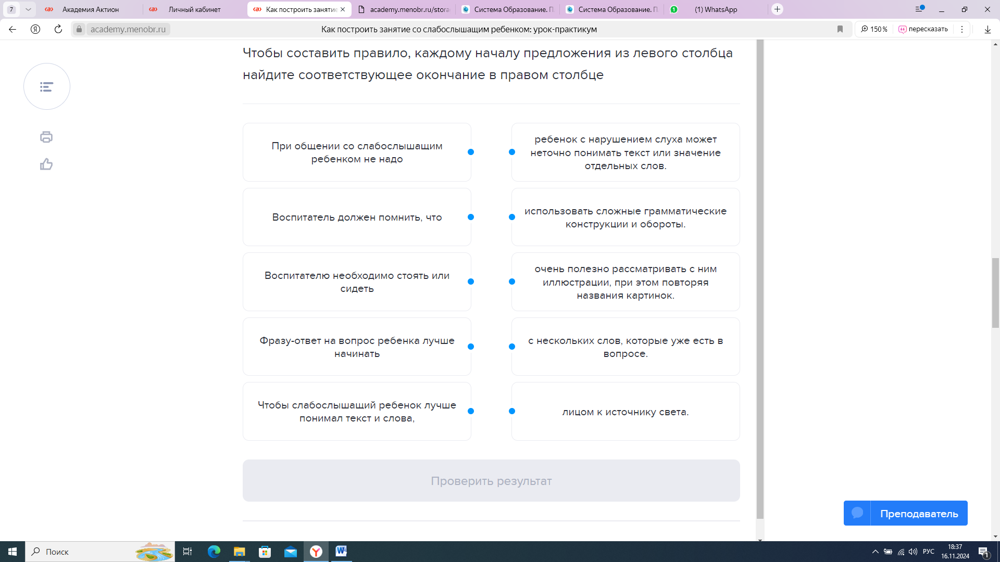 7
Академия Актион
Личный кабинет
Как построить занятие
academy.menobr.ru/stora
Система Образование. П
Система Образование. П
1
(1) WhatsApp
Я
academy.menobr.ru
Как построить занятие со слабослышащим ребенком: урок-практикум
150 %
пересказать
Чтобы составить правило, каждому началу предложения из левого столбца
найдите соответствующее окончание в правом столбце
При общении со слабослышащим
ребенком не надо
ребенок с нарушением слуха может
неточно понимать текст или значение
отдельных слов.
Воспитатель должен помнить, что
использовать сложные грамматические
конструкции и обороты.
Воспитателю необходимо стоять или
сидеть
очень полезно рассматривать с ним
иллюстрации, при этом повторяя
названия картинок.
Фразу-ответ на вопрос ребенка лучше
начинать
с нескольких слов, которые уже есть в
вопросе.
Чтобы слабослышащий ребенок лучше
понимал текст и слова,
лицом к источнику света.
Проверить результат
Преподаватель
Поиск
РУС
18:37
16.11.2024
1